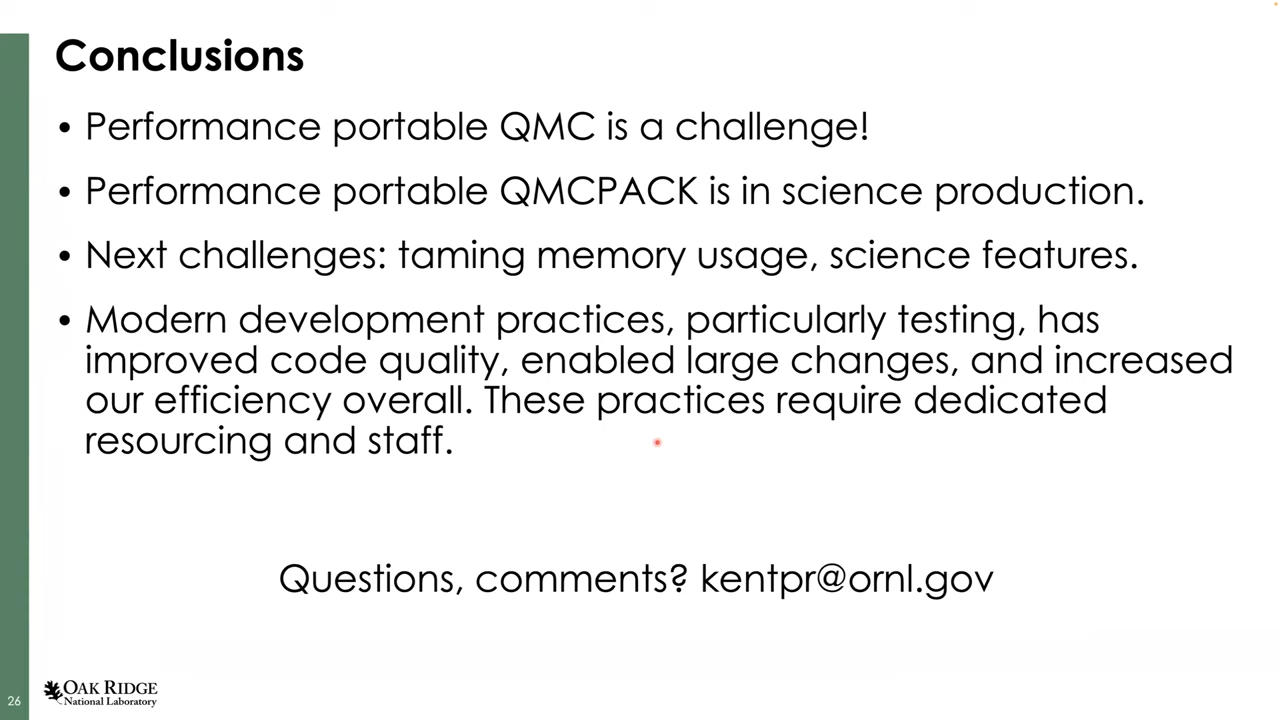 Conclusions
• Performance portable QMC is a challenge!
• Performance portable QMCPACK is in science production.
• Next challenges: taming memory usage, science features.
• Modern development practices, particularly testing, has
improved code quality, enabled large changes, and increased
our efficiency overall. These practices require dedicated
resourcing and staff.
Questions, comments? kentpr@ornl.gov
26
OAK RIDGE
National Laboratory